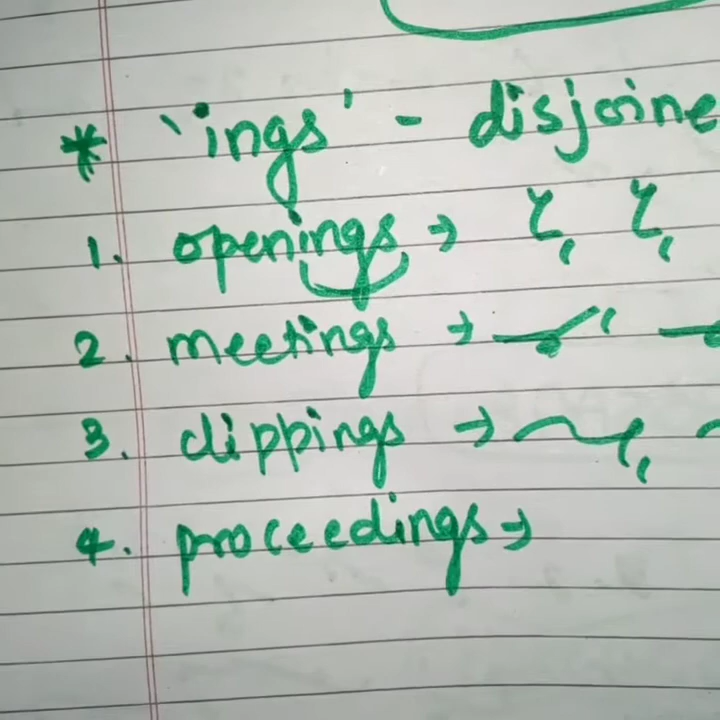 * 'ings' - disjoine
1. openings →
2. meetings →
3. clippings →
4. proceedings →